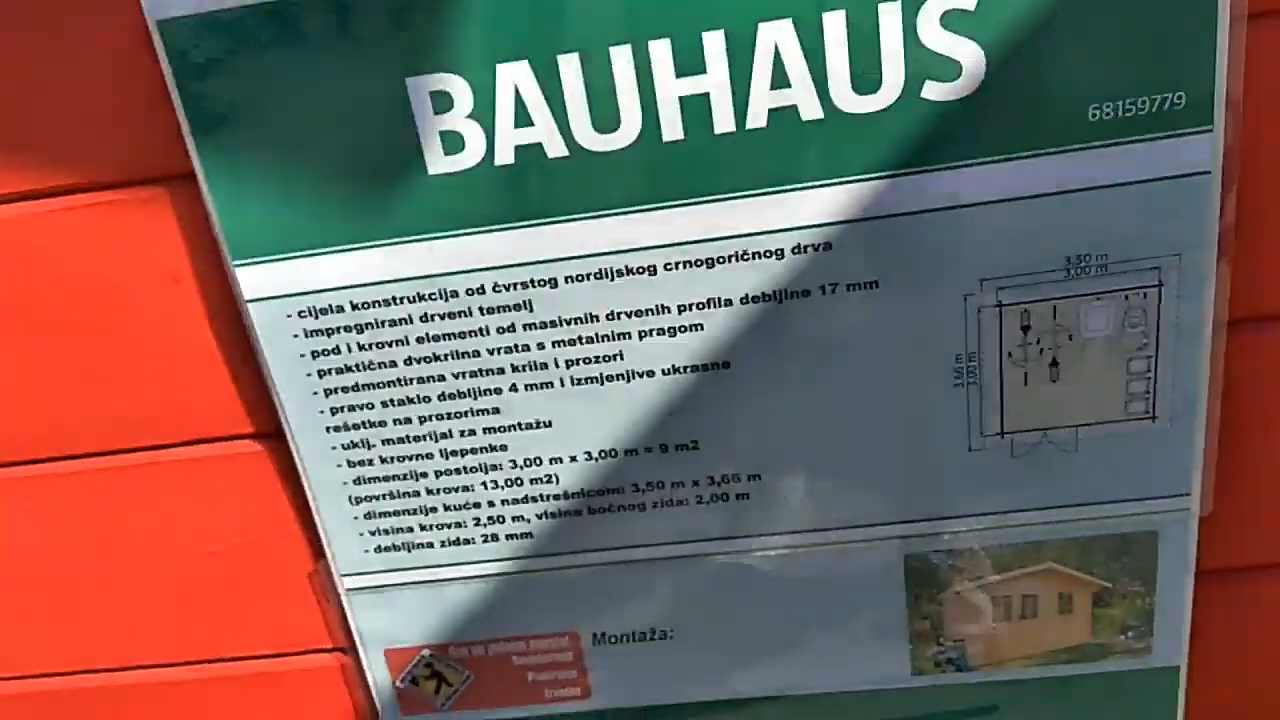 BAUHAUS
68159779
- cijela konstrukcija od čvrstog nordijskog crnogoričnog drva
- impregnirani drveni temelj
- pod i krovni elementi od masivnih drvenih profila debljine 17 mm
- praktična dvokrilna vrata s metalnim pragom
- predmontirana vratna krila i prozori
- pravo staklo debljine 4 mm i izmjenjive ukrasne
rešetke na prozorima
- uklj. materijal za montažu
- bez krovne ljepenke
- dimenzije postolja: 3,00 m x 3,00 m = 9 m2
(površina krova: 13,00 m2)
- dimenzije kuće s nadstrešnicom: 3,50 m x 3,66 m
- visina krova: 2,50 m, visina bočnog zida: 2,00 m
- debljina zida: 28 mm
3,50 m
3,00 m
3,66 m
3,00 m
Montaža: